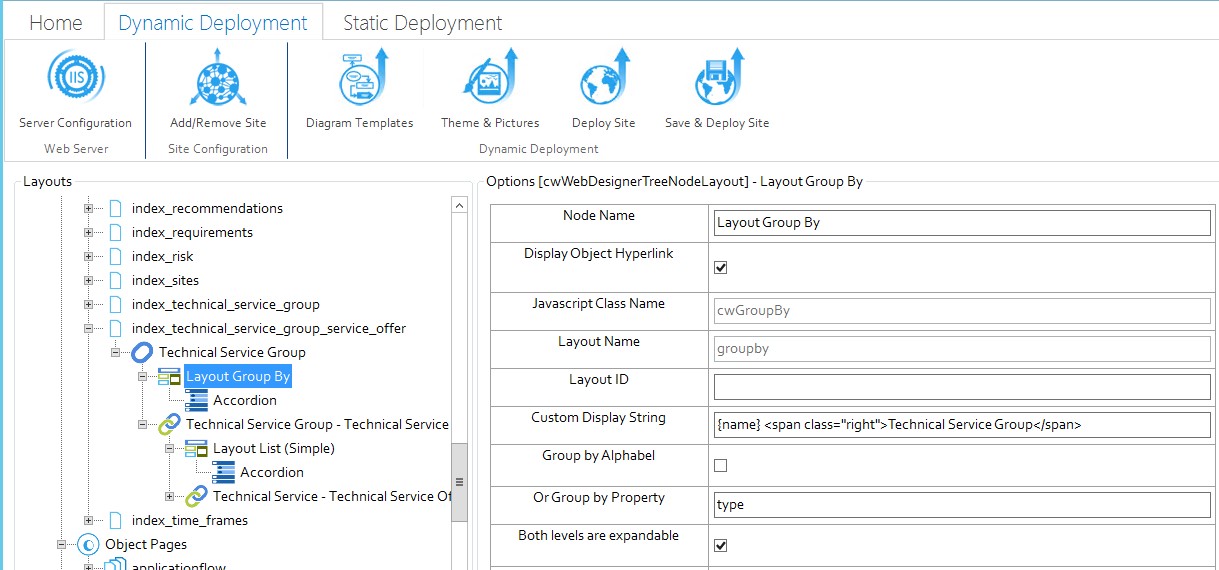 Home
Dynamic Deployment
Static Deployment
IIS
Server Configuration
Add/Remove Site
Diagram Templates
Theme & Pictures
Deploy Site
Save & Deploy Site
Web Server
Site Configuration
Dynamic Deployment
Layouts
index_recommendations
index_requirements
index_risk
index_sites
index_technical_service_group
index_technical_service_group_service_offer
Technical Service Group
Layout Group By
Accordion
Technical Service Group - Technical Service
Layout List (Simple)
Accordion
Technical Service - Technical Service Of
index_time_frames
Object Pages
applicationflow
Options [cwWebDesignerTreeNodeLayout] - Layout Group By
Node Name
Layout Group By
Display Object Hyperlink
Javascript Class Name
cwGroupBy
Layout Name
groupby
Layout ID
Custom Display String
{name} <span class="right">Technical Service Group</span>
Group by Alphabel
Or Group by Property
type
Both levels are expandable